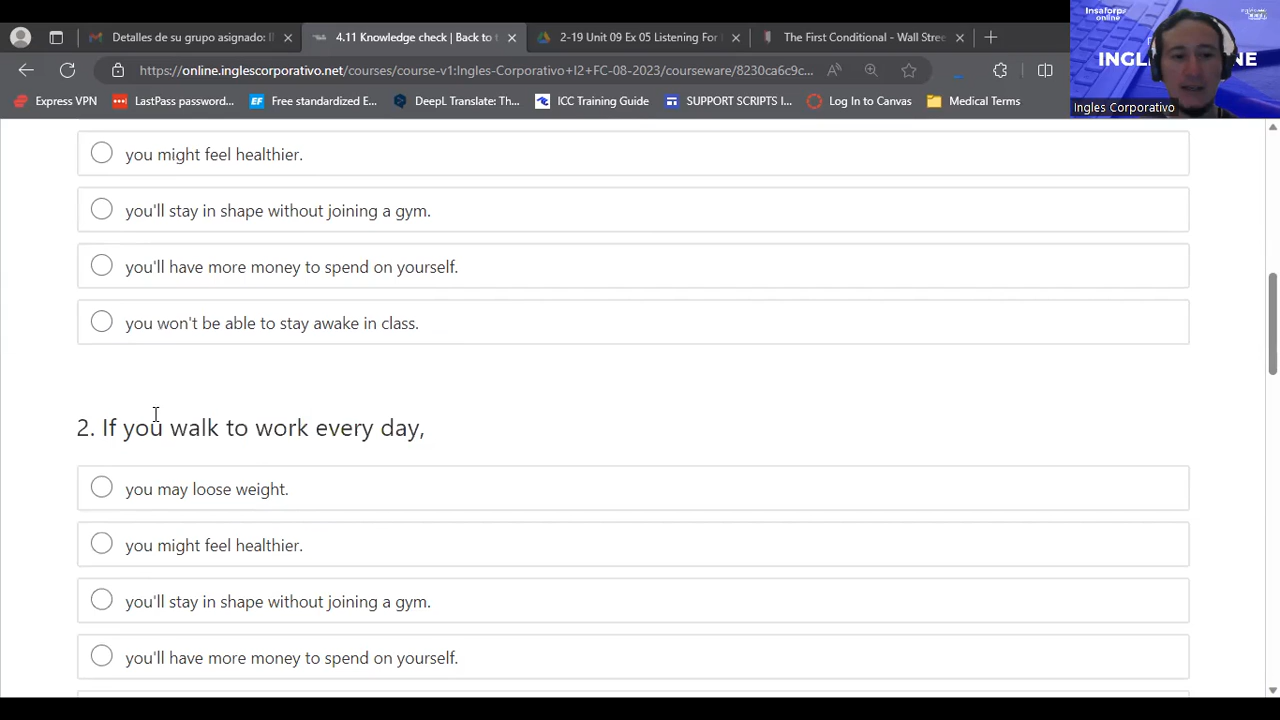 Detalles de su grupo asignado: I
4.11 Knowledge check | Back to
2-19 Unit 09 Ex 05 Listening For
The First Conditional - Wall Stree
https://online.inglescorporativo.net/courses/course-v1:Ingles-Corporativo+I2+FC-08-2023/courseware/8230ca6c9c...
Express VPN
LastPass password...
Free standardized E...
DeepL Translate: Th...
ICC Training Guide
SUPPORT SCRIPTS I...
Log In to Canvas
Medical Terms
Insaforp
online
INGL
NE
Ingles Corporativo
you might feel healthier.
you'll stay in shape without joining a gym.
you'll have more money to spend on yourself.
you won't be able to stay awake in class.
2. If you walk to work every day,
you may loose weight.
you might feel healthier.
you'll stay in shape without joining a gym.
you'll have more money to spend on yourself.